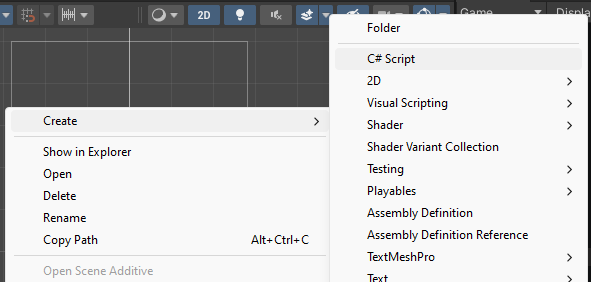 2D
Game
Displa
Folder
C# Script
2D
Visual Scripting
Shader
Shader Variant Collection
Testing
Playables
Assembly Definition
Assembly Definition Reference
TextMeshPro
Text
Create
Show in Explorer
Open
Delete
Rename
Copy Path Alt+Ctrl+C
Open Scene Additive